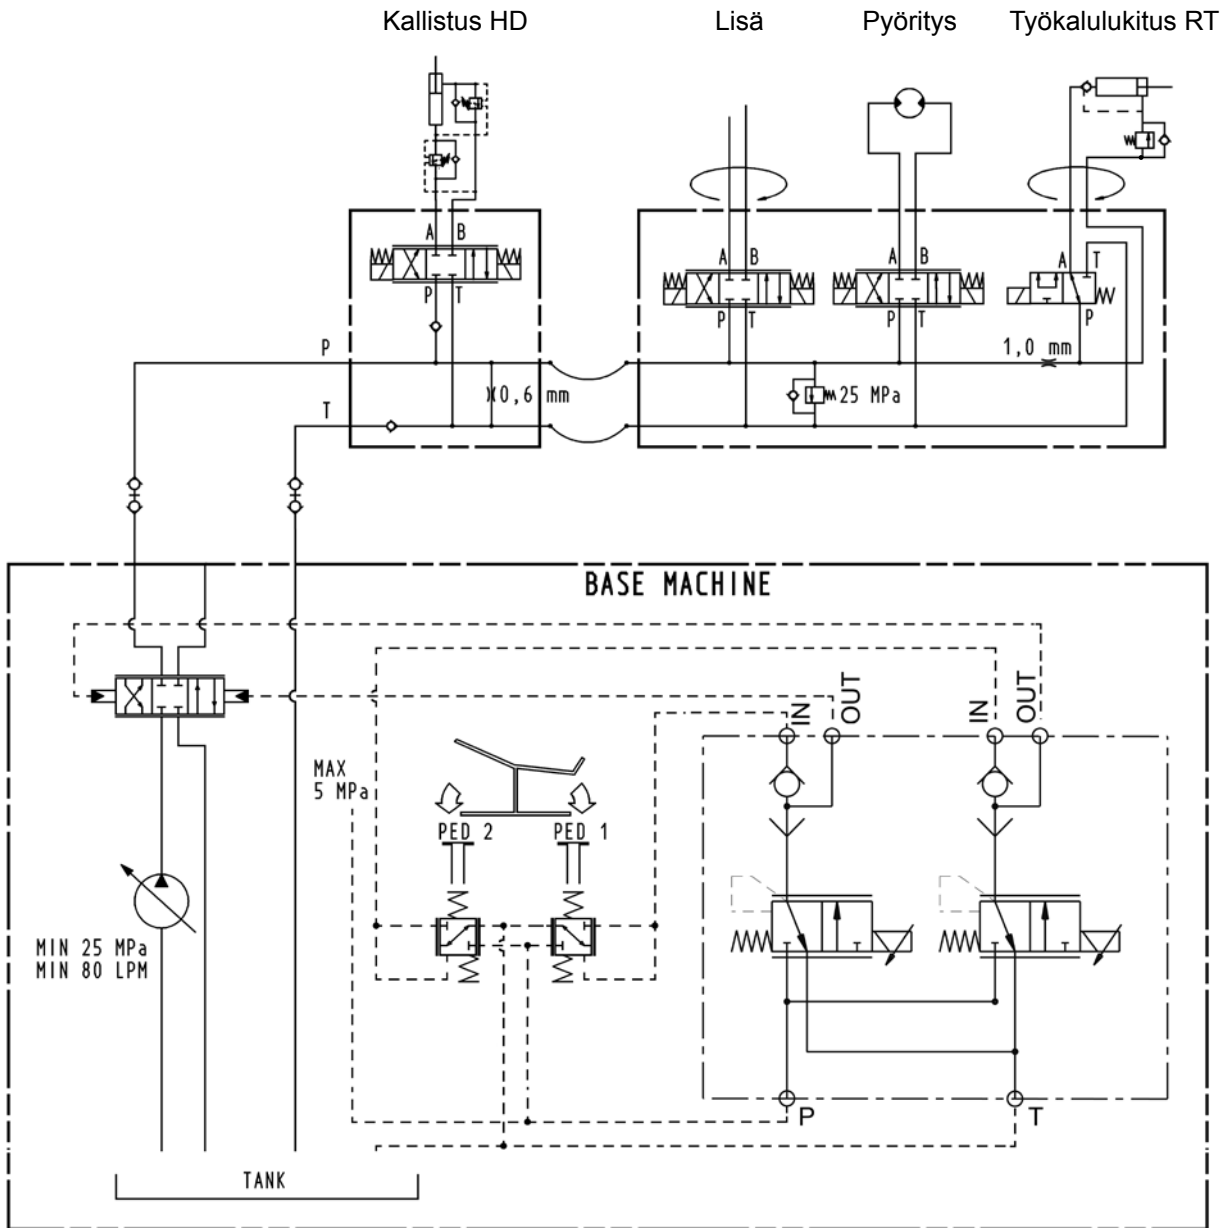 Kallistus HD Lisä Pyöritys Työkalulukitus RT
A B
A B A B A T
P T
P T P T P
P
1,0 mm
0,6 mm
25 MPa
T
BASE MACHINE
IN OUT IN OUT
MAX
5 MPa
PED 2 PED 1
MIN 25 MPa
MIN 80 LPM
P T
TANK